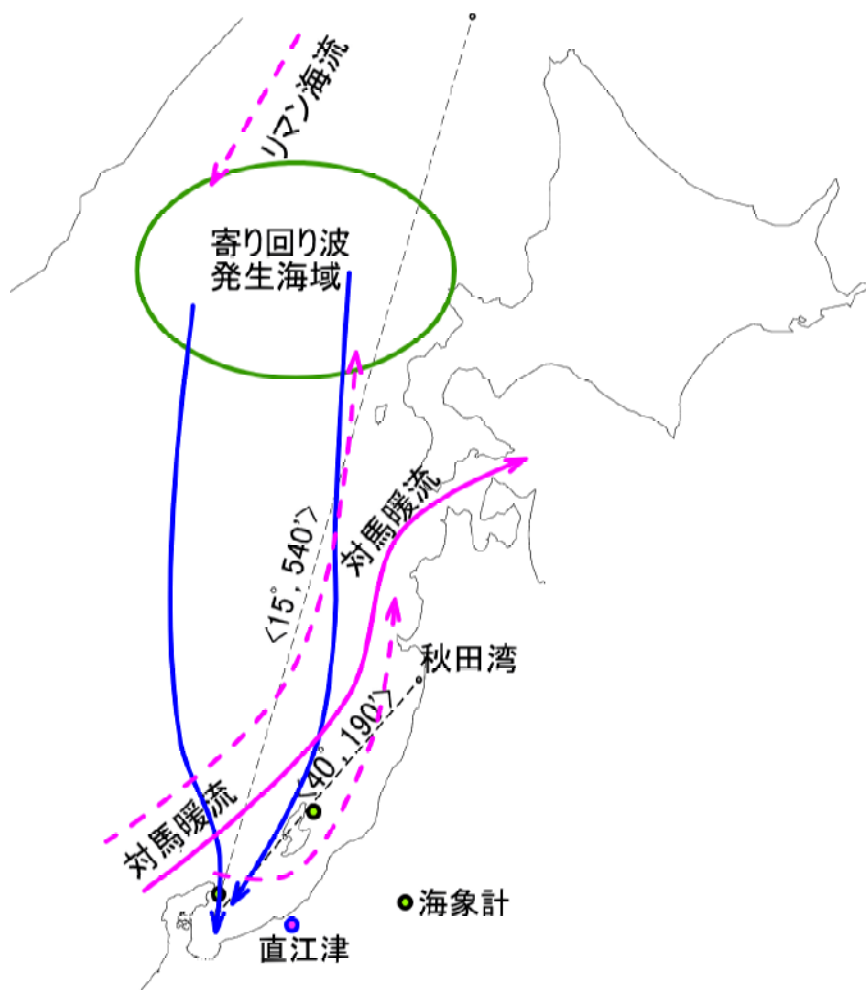 リマン海流
寄り回り波
発生海域
対馬暖流
<15°, 540'>
秋田湾
<40°, 190'>
対馬暖流
海象計
直江津